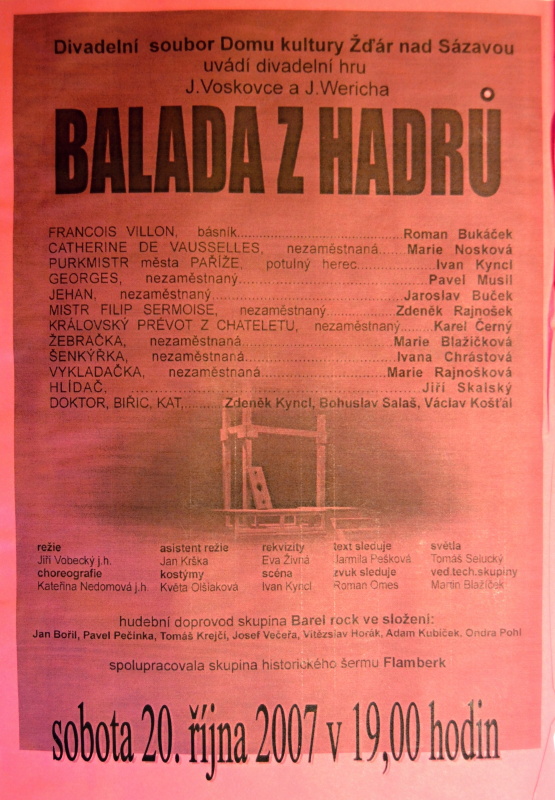 Divadelní soubor Domu kultury Žďár nad Sázavou
uvádí divadelní hru
J.Voskovce a J.Wericha
BALADA Z HADRŮ
FRANCOIS VILLON, básník..............................Roman Bukáček
CATHERINE DE VAUSSELLES, nezaměstnaná......Marie Nosková
PURKMISTR města PAŘÍŽE, potulný herec..............Ivan Kyncl
GEORGES, nezaměstnaný..................................Pavel Musil
JEHAN, nezaměstnaný...................................Jaroslav Buček
MISTR FILIP SERMOISE, nezaměstnaný.............Zdeněk Rajnošek
KRÁLOVSKÝ PRÉVOT Z CHATELETU, nezaměstnaný......Karel Černý
ŽEBRAČKA, nezaměstnaná..............................Marie Blažíčková
ŠENKÝŘKA, nezaměstnaná.............................Ivana Chrástová
VYKLADAČKA, nezaměstnaná........................Marie Rajnošková
HLÍDAČ,.......................................................Jiří Skalský
DOKTOR, BIŘIC, KAT,........Zdeněk Kyncl, Bohuslav Salaš, Václav Košťál
režie asistent režie rekvizity text sleduje světla
Jiří Vobecký j.h. Jan Krška Eva Živná Jarmila Pešková Tomáš Selucký
choreografie kostýmy scéna zvuk sleduje ved.tech.skupiny
Kateřina Nedomová j.h. Květa Olšiaková Ivan Kyncl Roman Omes Martin Blažíček
hudební doprovod skupina Barel rock ve složení:
Jan Bořil, Pavel Pečinka, Tomáš Krejčí, Josef Večeřa, Vítězslav Horák, Adam Kubíček, Ondra Pohl
spolupracovala skupina historického šermu Flamberk
sobota 20. října 2007 v 19,00 hodin